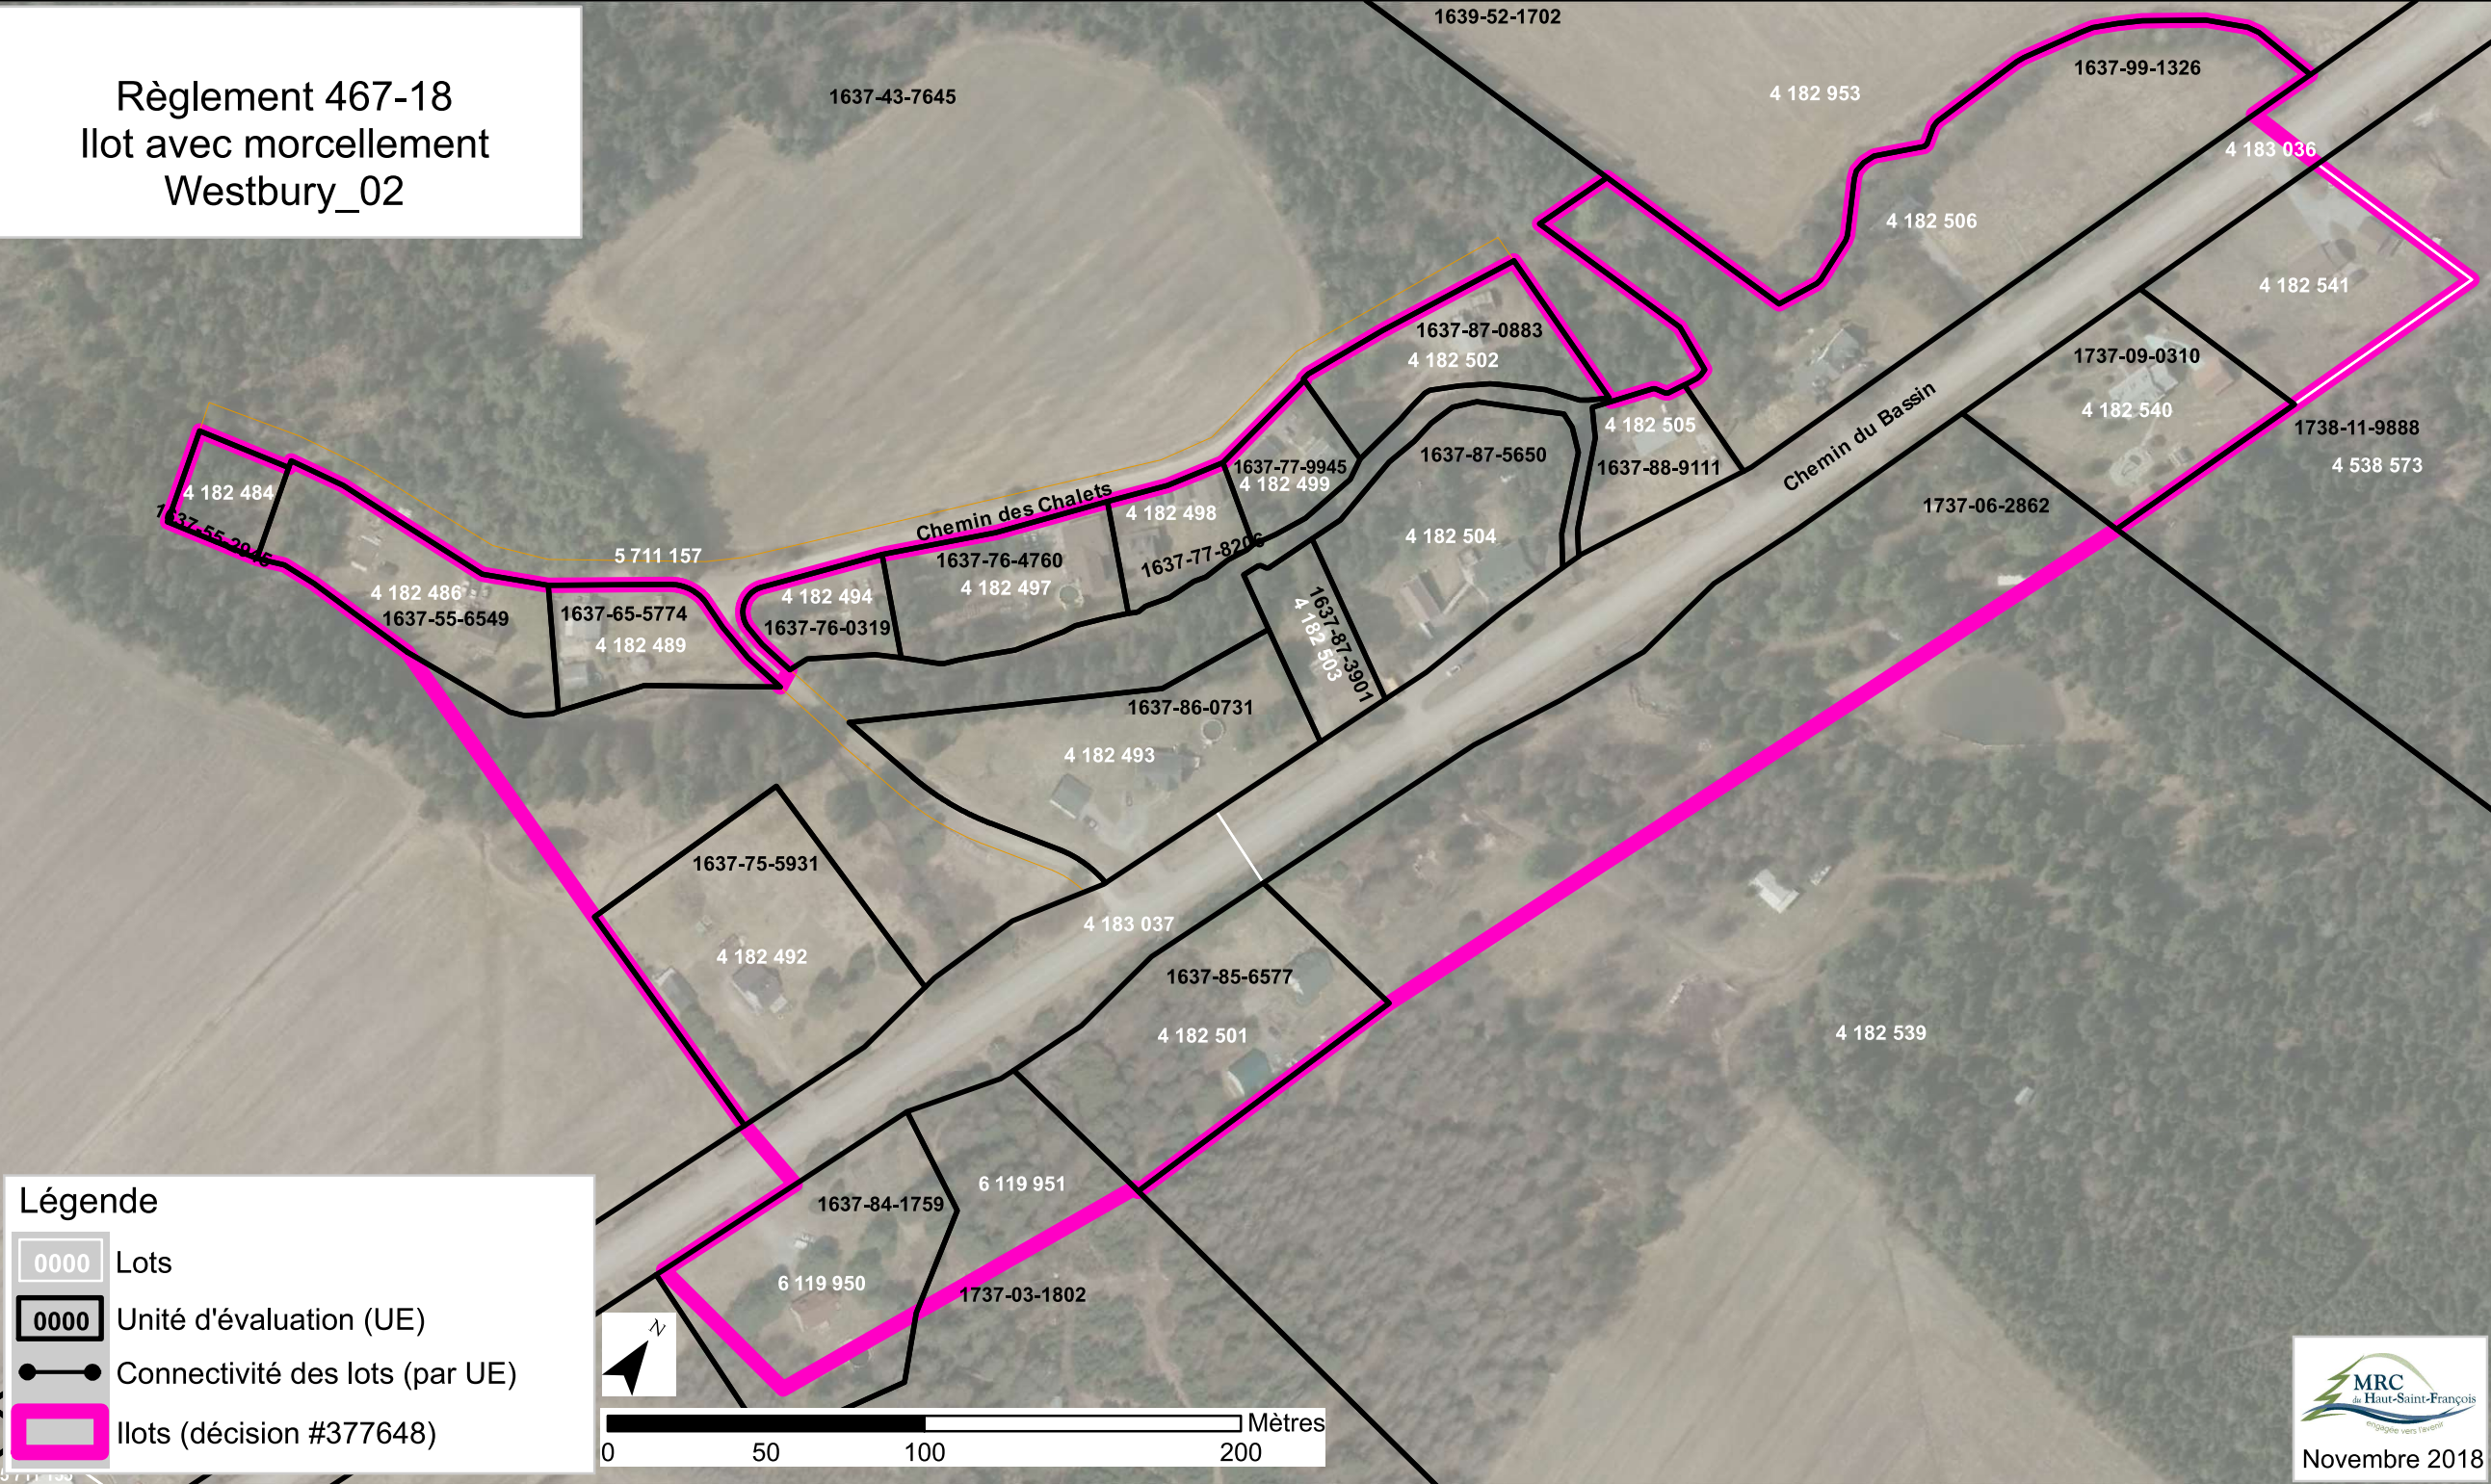 Règlement 467-18
Ilot avec morcellement
Westbury_02
1639-52-1702
1637-43-7645
4 182 953
1637-99-1326
4 183 036
4 182 506
4 182 541
1637-87-0883
4 182 502
1737-09-0310
4 182 540
1738-11-9888
4 538 573
4 182 505
1637-88-9111
Chemin du Bassin
1637-87-5650
1637-77-9945
4 182 499
4 182 484
1637-55-2945
Chemin des Chalets
4 182 498
1737-06-2862
4 182 504
1637-77-8206
5 711 157
1637-76-4760
4 182 497
4 182 486
1637-55-6549
1637-65-5774
4 182 489
4 182 494
1637-76-0319
1637-87-3901
4 182 503
1637-86-0731
4 182 493
1637-75-5931
4 182 492
4 183 037
1637-85-6577
4 182 501
4 182 539
6 119 951
1637-84-1759
6 119 950
1737-03-1802
Légende
0000 Lots
0000 Unité d'évaluation (UE)
Connectivité des lots (par UE)
Ilots (décision #377648)
N
Mètres
0 50 100 200
MRC
du Haut-Saint-François
engagée vers l'avenir
Novembre 2018